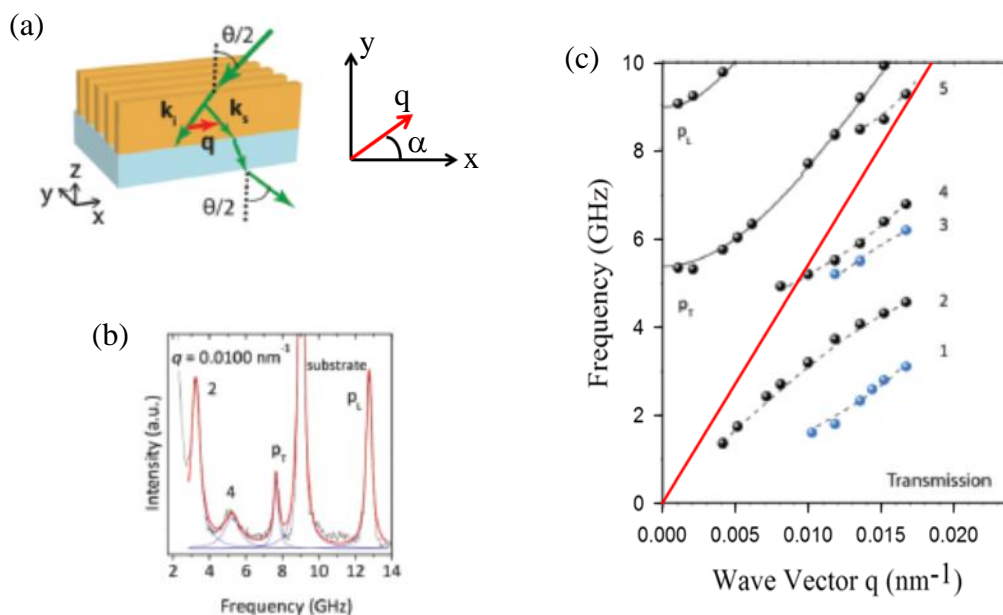 (a)
θ/2
kᵢ
kₛ
q
θ/2
y
z
x
y
q
α
x
(b)
q = 0.0100 nm⁻¹
substrate
2
4
p_T
p_L
Intensity (a.u.)
2 4 6 8 10 12 14
Frequency (GHz)
(c)
10
8
6
4
2
0
Frequency (GHz)
p_L
p_T
5
4
3
2
1
Transmission
0.000 0.005 0.010 0.015 0.020
Wave Vector q (nm⁻¹)